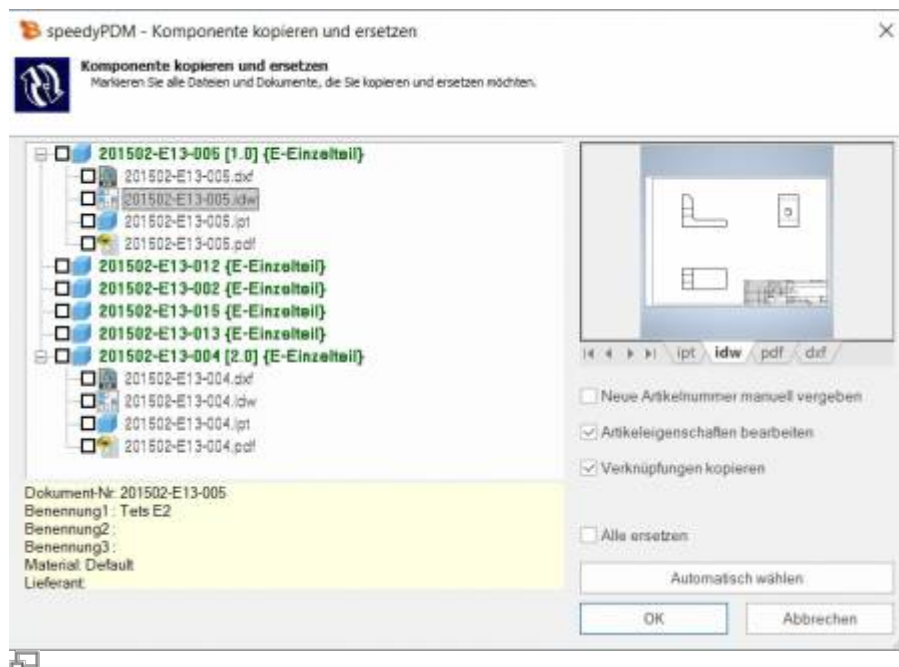 speedyPDM - Komponente kopieren und ersetzen
Komponente kopieren und ersetzen
Markieren Sie alle Dateien und Dokumente, die Sie kopieren und ersetzen möchten.
201502-E13-005 [1.0] {E-Einzelteil}
201502-E13-005.dxf
201502-E13-005.idw
201502-E13-005.ipt
201502-E13-005.pdf
201502-E13-012 {E-Einzelteil}
201502-E13-002 {E-Einzelteil}
201502-E13-015 {E-Einzelteil}
201502-E13-013 {E-Einzelteil}
201502-E13-004 [2.0] {E-Einzelteil}
201502-E13-004.dxf
201502-E13-004.idw
201502-E13-004.ipt
201502-E13-004.pdf
Dokument-Nr: 201502-E13-005
Benennung1 : Tets E2
Benennung2 :
Benennung3 :
Material: Default
Lieferant:
ipt idw pdf dxf
Neue Artikelnummer manuell vergeben
Artikeleigenschaften bearbeiten
Verknüpfungen kopieren
Alle ersetzen
Automatisch wählen
OK Abbrechen